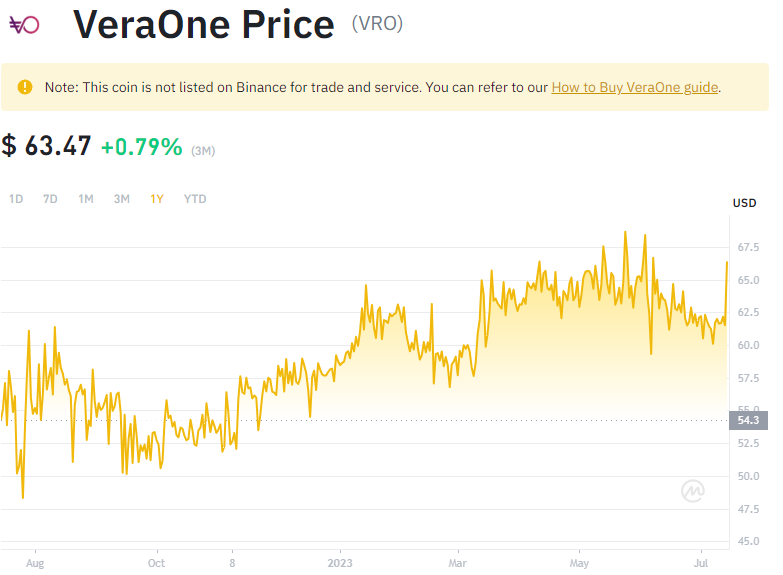 VeraOne Price (VRO)
Note: This coin is not listed on Binance for trade and service. You can refer to our How to Buy VeraOne guide.
$ 63.47 +0.79% (3M)
1D 7D 1M 3M 1Y YTD
USD
67.5
65.0
62.5
60.0
57.5
55.0
54.3
52.5
50.0
47.5
45.0
Aug Oct 8 2023 Mar May Jul